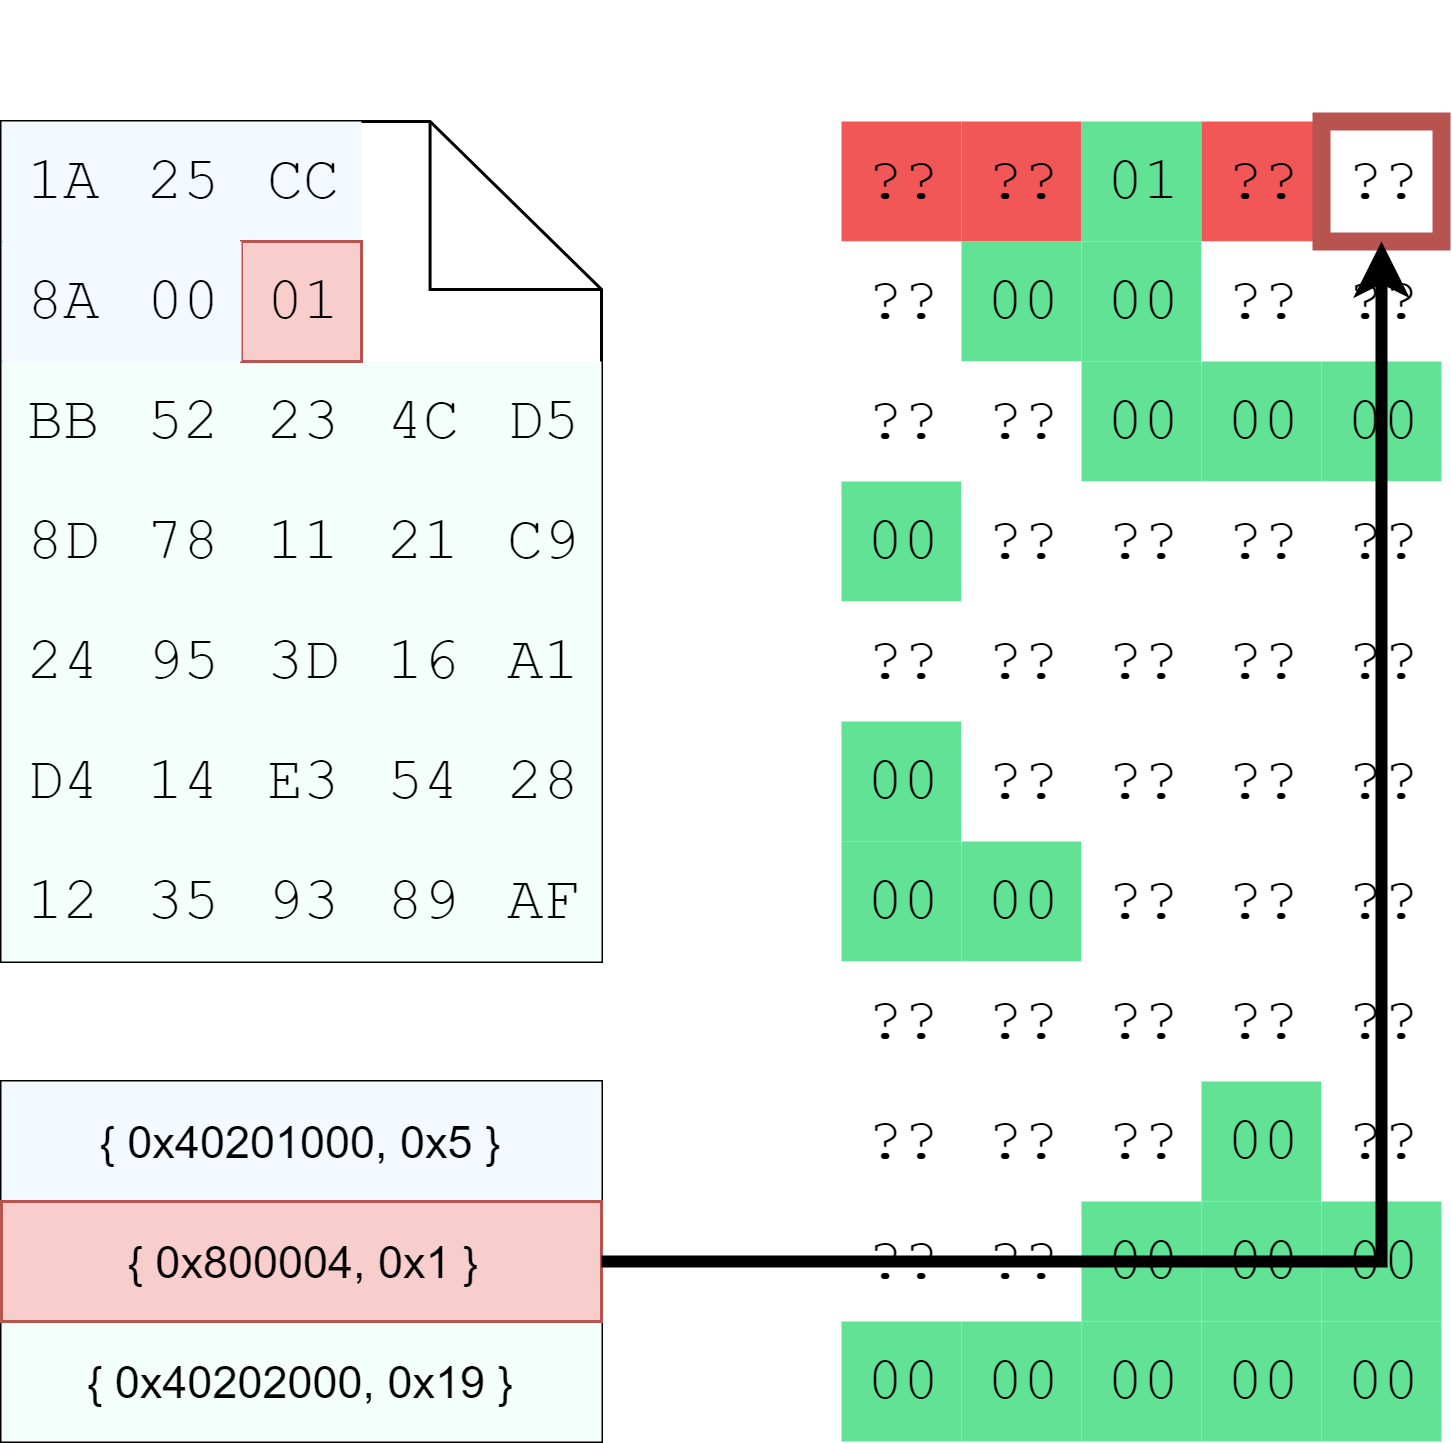 1A 25 CC
8A 00 01
BB 52 23 4C D5
8D 78 11 21 C9
24 95 3D 16 A1
D4 14 E3 54 28
12 35 93 89 AF
{ 0x40201000, 0x5 }
{ 0x800004, 0x1 }
{ 0x40202000, 0x19 }
?? ?? 01 ?? ??
?? 00 00 ?? ??
?? ?? 00 00 00
00 ?? ?? ?? ??
?? ?? ?? ?? ??
00 ?? ?? ?? ??
00 00 ?? ?? ??
?? ?? ?? ?? ??
?? ?? ?? 00 ??
?? ?? 00 00 00
00 00 00 00 00